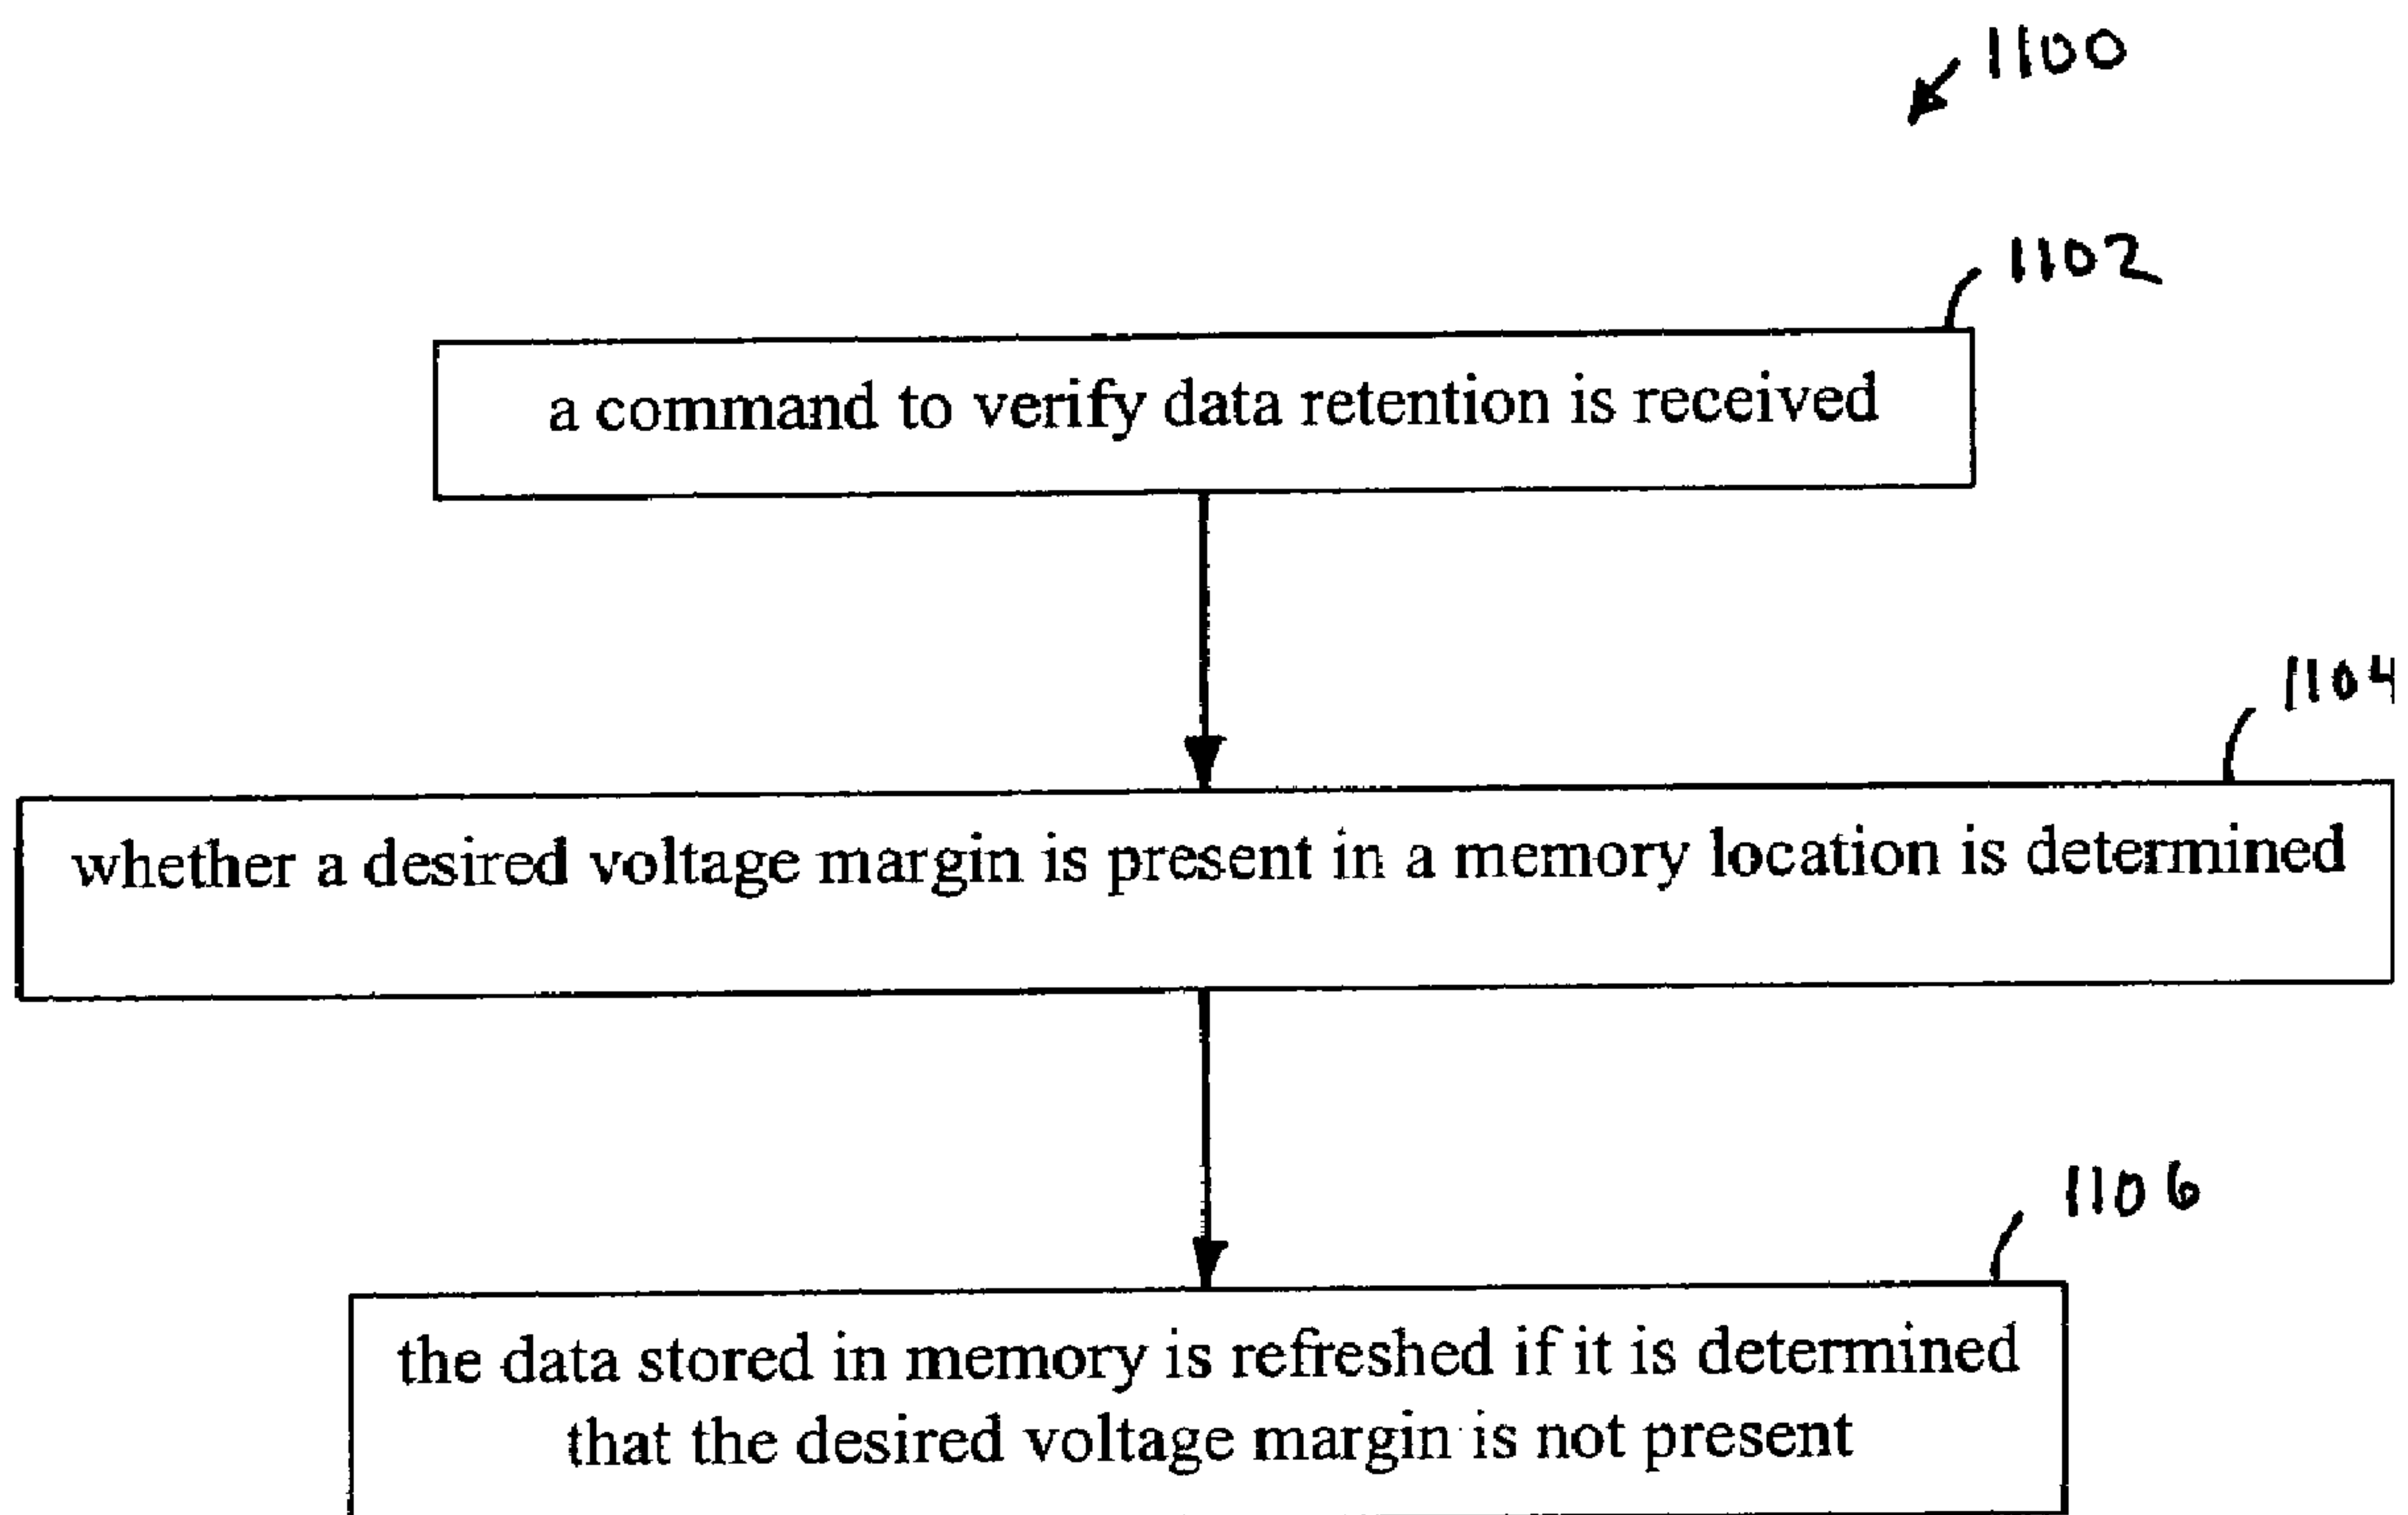 1100
1102
a command to verify data retention is received
1104
whether a desired voltage margin is present in a memory location is determined
1106
the data stored in memory is refreshed if it is determined
that the desired voltage margin is not present